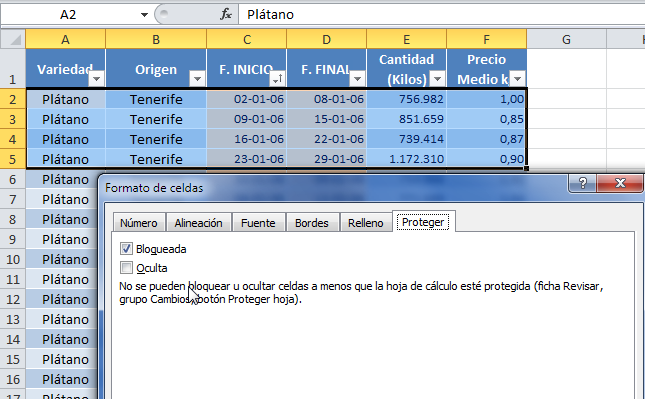 A2 fx Plátano
A B C D E F G
1 Variedad Origen F. INICIO F. FINAL Cantidad (Kilos) Precio Medio k
2 Plátano Tenerife 02-01-06 08-01-06 756.982 1,00
3 Plátano Tenerife 09-01-06 15-01-06 851.659 0,85
4 Plátano Tenerife 16-01-06 22-01-06 739.414 0,87
5 Plátano Tenerife 23-01-06 29-01-06 1.172.310 0,90
6 Plátano
7 Plátano
8 Plátano
9 Plátano
10 Plátano
11 Plátano
12 Plátano
13 Plátano
14 Plátano
15 Plátano
16 Plátano
17 Plátano
Formato de celdas
Número Alineación Fuente Bordes Relleno Proteger
Bloqueada
Oculta
No se pueden bloquear u ocultar celdas a menos que la hoja de cálculo esté protegida (ficha Revisar,
grupo Cambios, botón Proteger hoja).